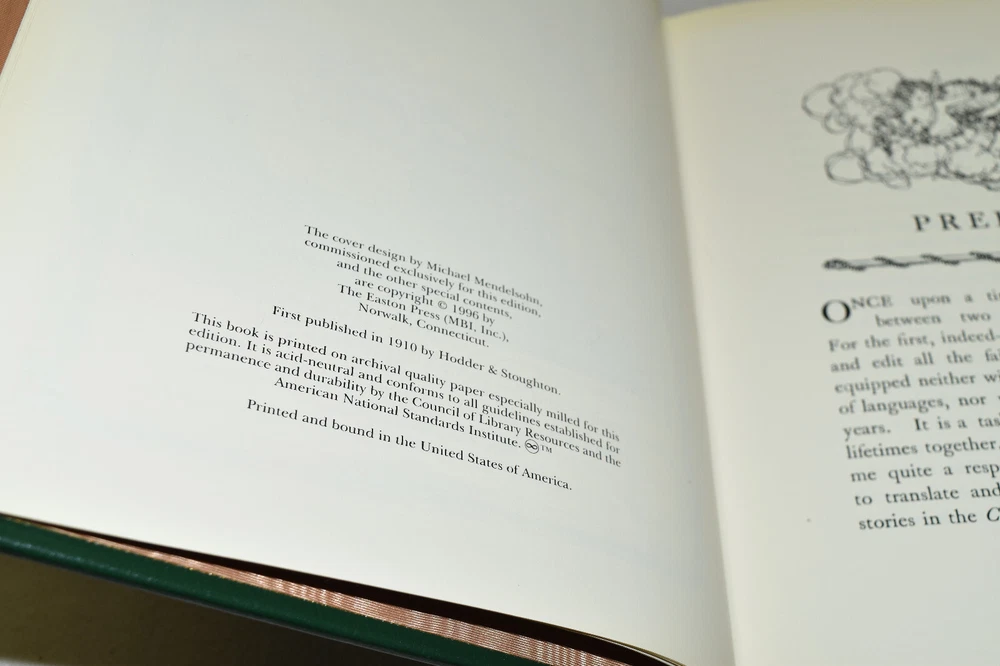 The cover design by Michael Mendelsohn,
commissioned exclusively for this edition,
and the other special contents,
are copyright © 1996 by
The Easton Press (MBI, Inc.),
Norwalk, Connecticut.
First published in 1910 by Hodder & Stoughton.
This book is printed on archival quality paper especially milled for this
edition. It is acid-neutral and conforms to all guidelines established for
permanence and durability by the Council of Library Resources and the
American National Standards Institute. ♾™
Printed and bound in the United States of America.
PRE
ONCE upon a
between two
For the first, indeed
and edit all the
equipped neither
of languages, nor
years. It is a
lifetimes together.
me quite a
to translate and
stories in the